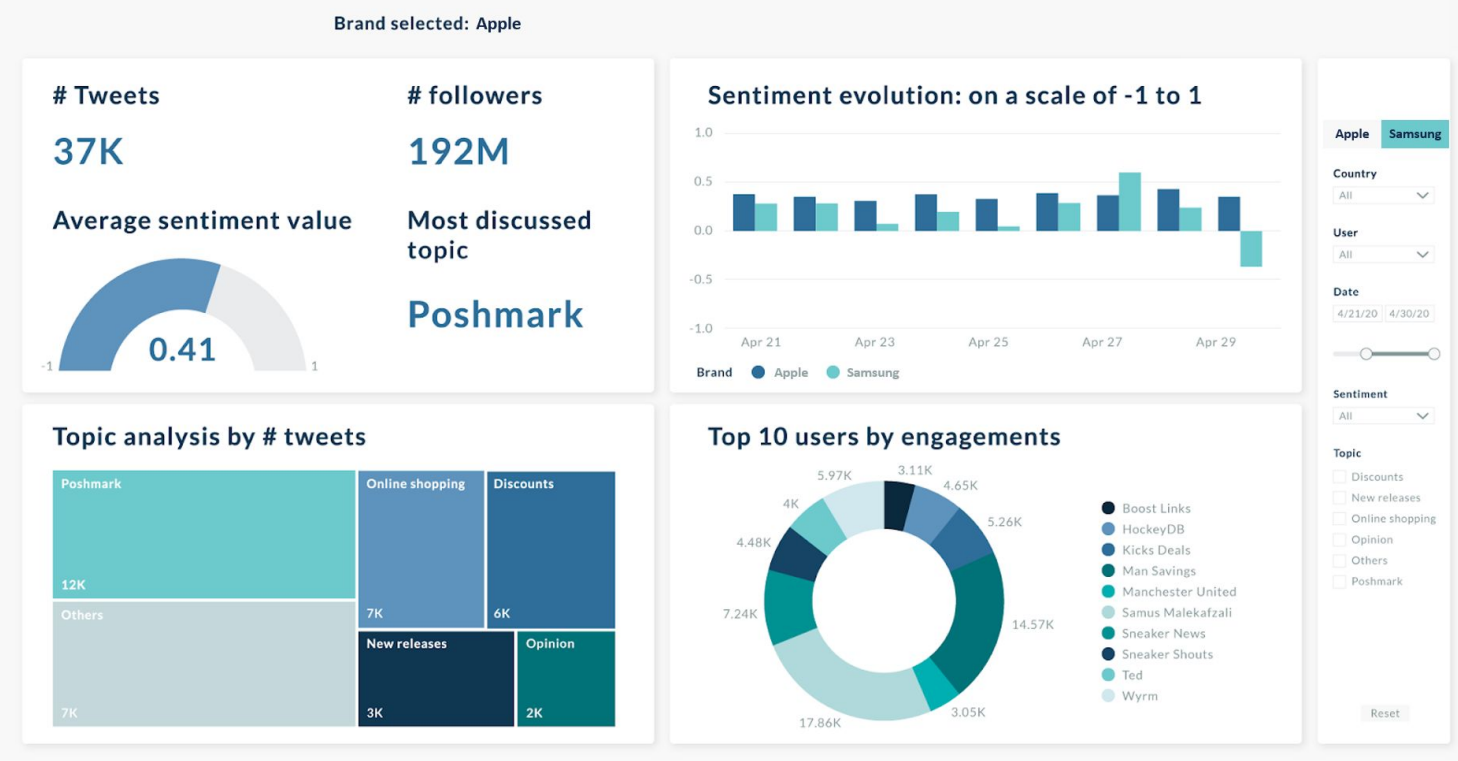 Brand selected: Apple
# Tweets
37K
# followers
192M
Average sentiment value
-1
0.41
1
Most discussed
topic
Poshmark
Sentiment evolution: on a scale of -1 to 1
1.0
0.5
0.0
-0.5
-1.0
Apr 21 Apr 23 Apr 25 Apr 27 Apr 29
Brand Apple Samsung
Topic analysis by # tweets
Poshmark
12K
Others
7K
Online shopping
7K
Discounts
6K
New releases
3K
Opinion
2K
Top 10 users by engagements
3.11K
4.65K
5.26K
14.57K
3.05K
17.86K
7.24K
4.48K
4K
5.97K
Boost Links
HockeyDB
Kicks Deals
Man Savings
Manchester United
Samus Malekafzali
Sneaker News
Sneaker Shouts
Ted
Wyrm
Apple Samsung
Country
All
User
All
Date
4/21/20 4/30/20
Sentiment
All
Topic
Discounts
New releases
Online shopping
Opinion
Others
Poshmark
Reset